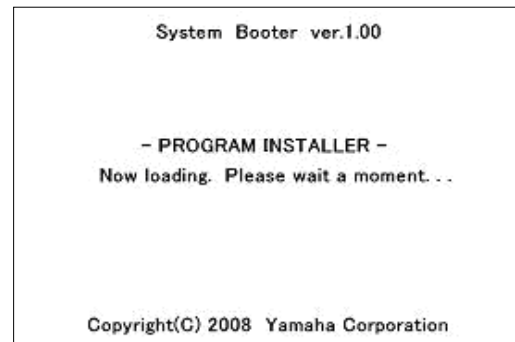 System Booter ver.1.00
- PROGRAM INSTALLER -
Now loading. Please wait a moment...
Copyright(C) 2008 Yamaha Corporation